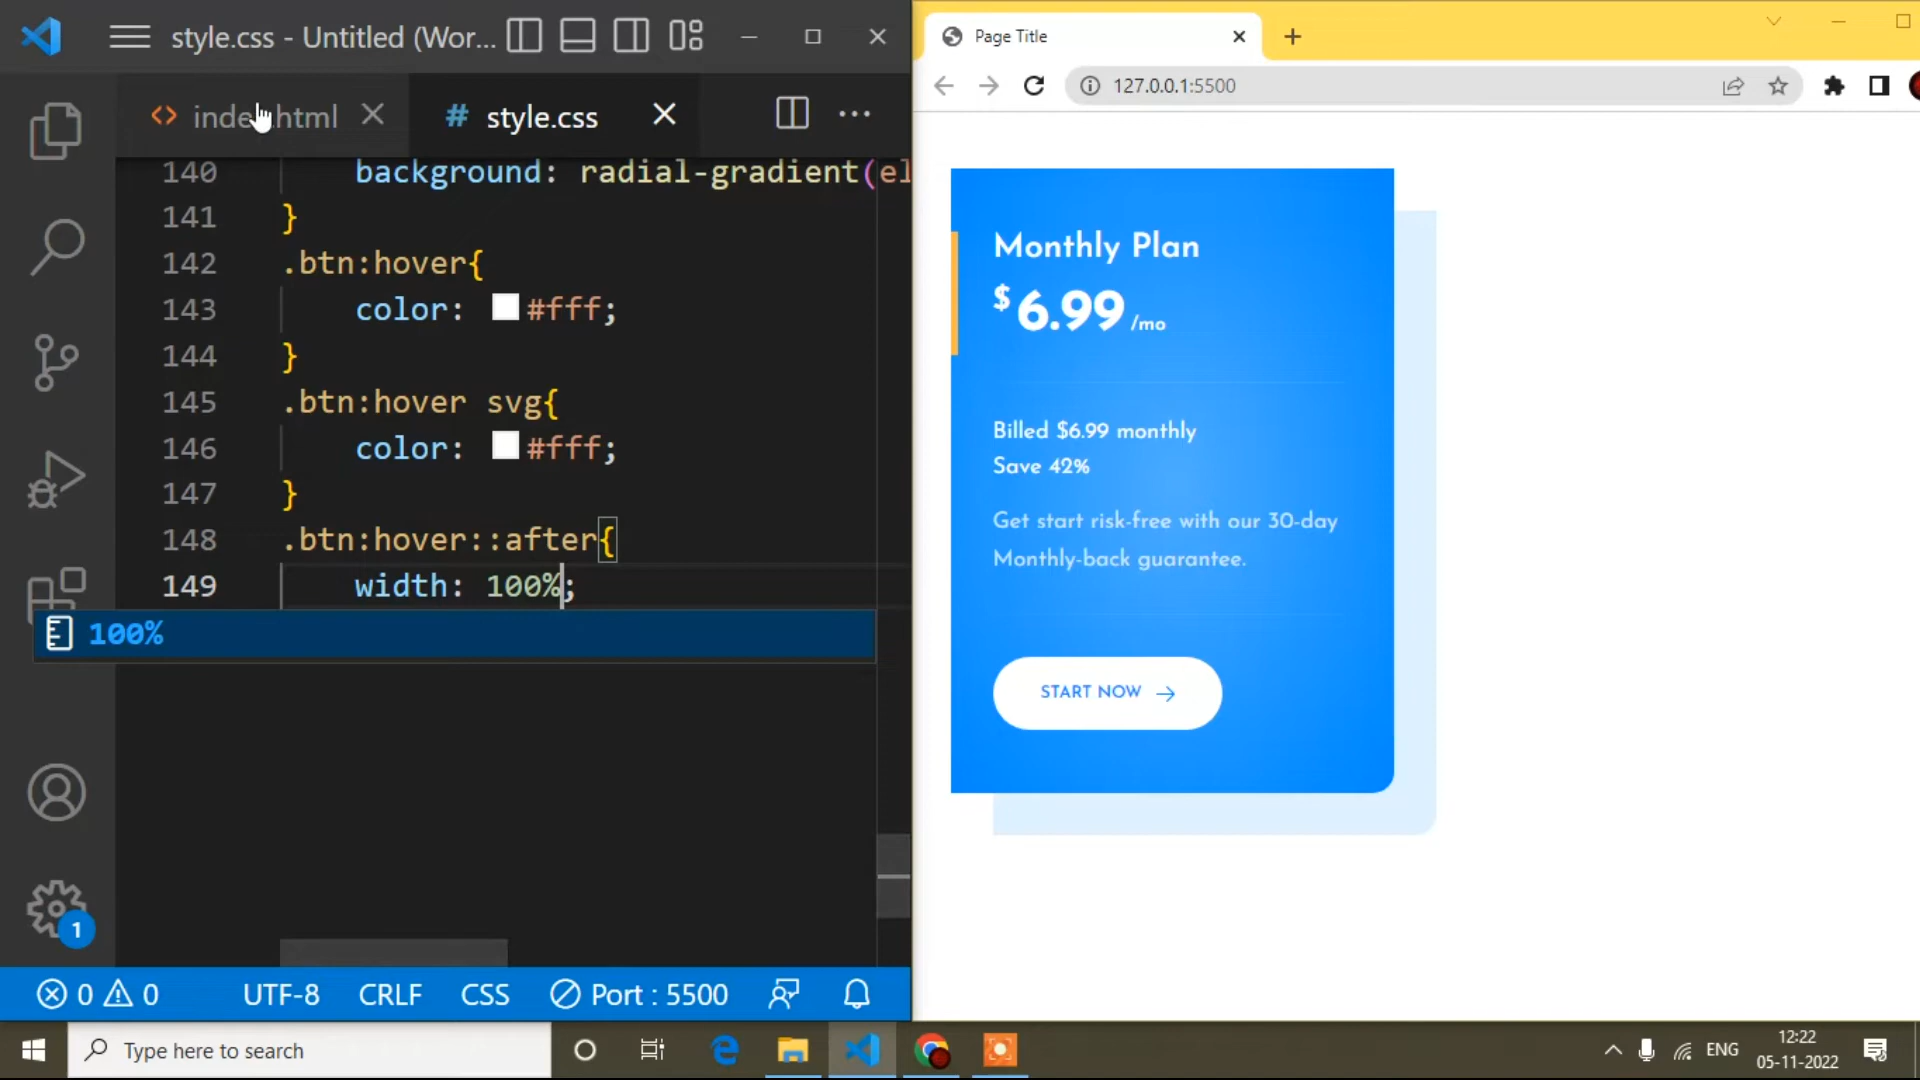 style.css - Untitled (Wor...
index.html
# style.css
140 background: radial-gradient(el
141 }
142 .btn:hover{
143 color: #fff;
144 }
145 .btn:hover svg{
146 color: #fff;
147 }
148 .btn:hover::after{
149 width: 100%;
100%
1
0 0 UTF-8 CRLF CSS Port : 5500
Page Title
127.0.0.1:5500
Monthly Plan
$6.99 /mo
Billed $6.99 monthly
Save 42%
Get start risk-free with our 30-day
Monthly-back guarantee.
START NOW
Type here to search
ENG
12:22
05-11-2022